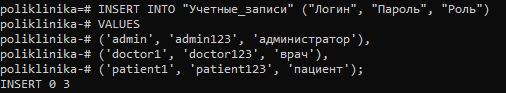 poliklinika=# INSERT INTO "Учетные_записи" ("Логин", "Пароль", "Роль")
poliklinika-# VALUES
poliklinika-# ('admin', 'admin123', 'администратор'),
poliklinika-# ('doctor1', 'doctor123', 'врач'),
poliklinika-# ('patient1', 'patient123', 'пациент');
INSERT 0 3